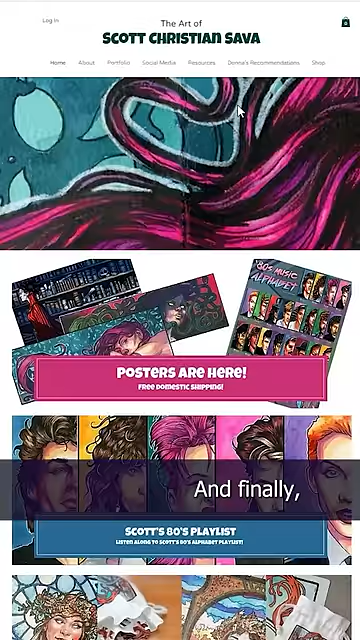 Log In
The Art of
Scott Christian Sava
0
Home About Portfolio Social Media Resources Donna's Recommendations Shop
'80s MUSIC
ALPHABET
Posters are here!
Free domestic shipping!
And finally,
Scott's 80's Playlist
Listen along to Scott's 80's Alphabet Playlist!